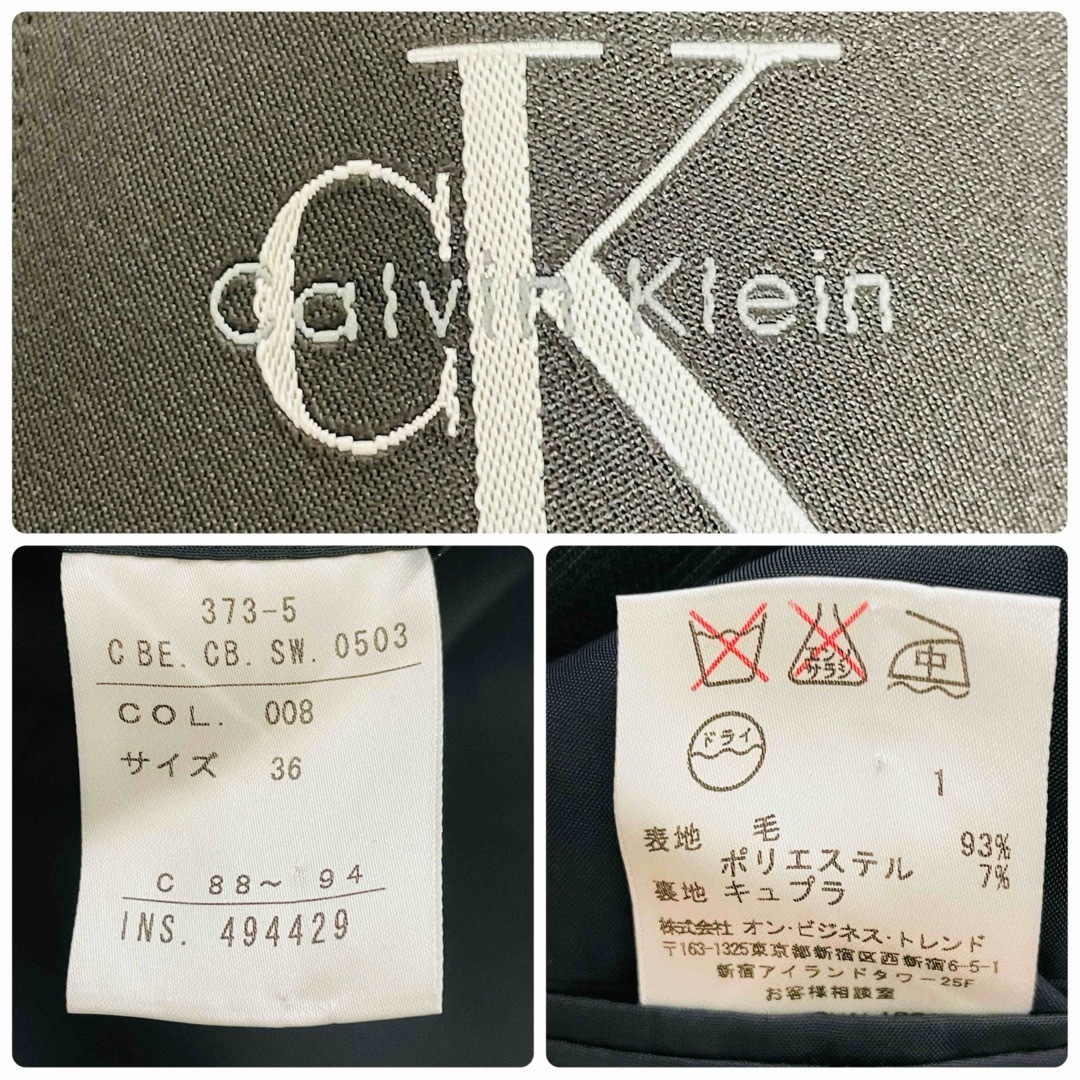 CK
Calvin Klein
373-5
C BE. CB. SW. 0503
COL. 008
サイズ 36
C 88～ 94
INS. 494429
エンソ
サラシ
中
ドライ
1
表地 毛 93%
ポリエステル 7%
裏地 キュプラ
株式会社 オン・ビジネス・トレンド
〒163-1325東京都新宿区西新宿6-5-1
新宿アイランドタワー25F
お客様相談室